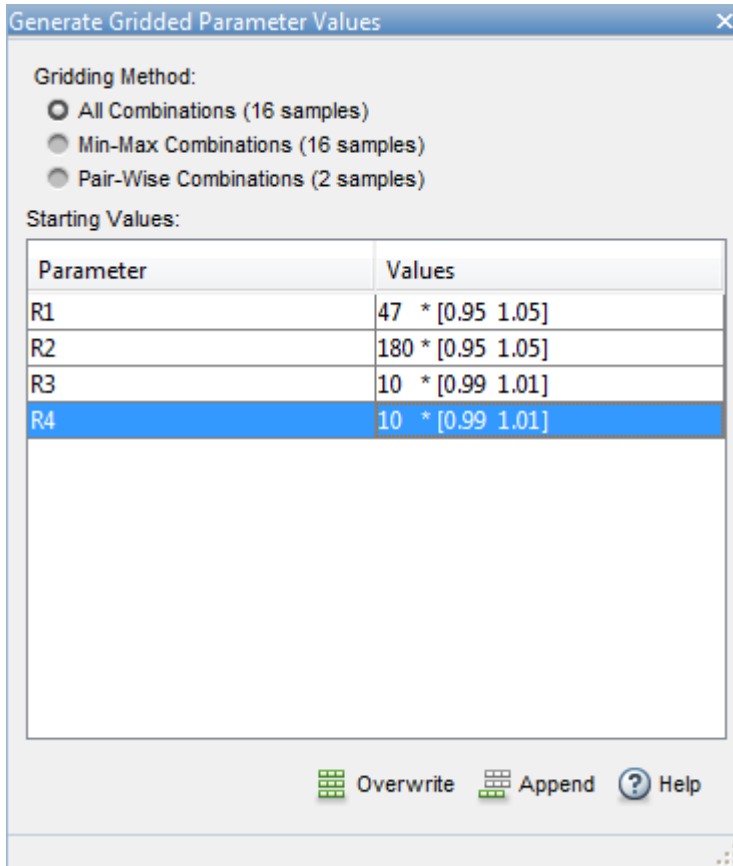 Generate Gridded Parameter Values
Gridding Method:
All Combinations (16 samples)
Min-Max Combinations (16 samples)
Pair-Wise Combinations (2 samples)
Starting Values:
Parameter Values
R1 47 * [0.95 1.05]
R2 180 * [0.95 1.05]
R3 10 * [0.99 1.01]
R4 10 * [0.99 1.01]
Overwrite Append ? Help